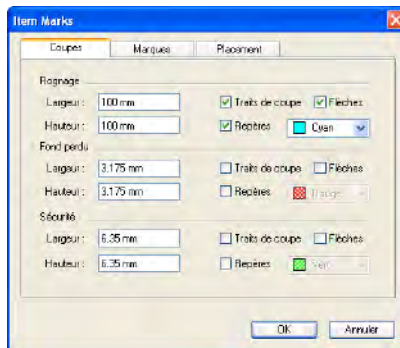 Item Marks
Coupes Marques Placement
Rognage
Largeur : 100 mm Traits de coupe Flèches
Hauteur : 100 mm Repères Cyan
Fond perdu
Largeur : 3.175 mm Traits de coupe Flèches
Hauteur : 3.175 mm Repères Rouge
Sécurité
Largeur : 6.35 mm Traits de coupe Flèches
Hauteur : 6.35 mm Repères Vert
OK Annuler